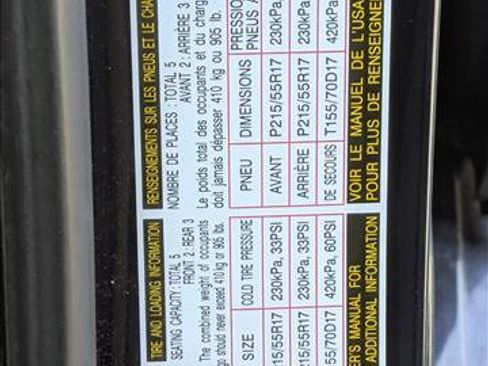 TIRE AND LOADING INFORMATION
SEATING CAPACITY: TOTAL 5
FRONT 2: REAR 3
The combined weight of occupants
should never exceed 410 kg or 905 lb.
SIZE COLD TIRE PRESSURE
15/55R17 230kPa, 33PSI
215/55R17 230kPa, 33PSI
55/70D17 420kPa, 60PSI
MANUAL FOR
ADDITIONAL INFORMATION
RENSEIGNEMENTS SUR LES PNEUS ET LE CHA
NOMBRE DE PLACES : TOTAL 5
AVANT 2 : ARRIÈRE 3
Le poids total des occupants et du charg
doit jamais dépasser 410 kg ou 905 lb.
PNEU DIMENSIONS PRESSION
PNEUS A
AVANT P215/55R17 230kPa,
ARRIÈRE P215/55R17 230kPa,
DE SECOURS T155/70D17 420kPa
VOIR LE MANUEL DE L'USA
POUR PLUS DE RENSEIGNE